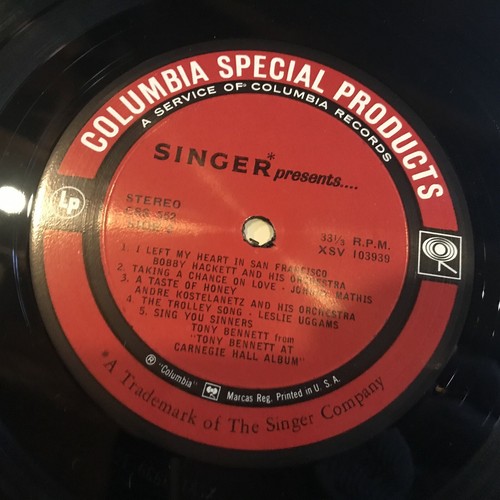 COLUMBIA SPECIAL PRODUCTS
A SERVICE OF COLUMBIA RECORDS
SINGER* presents....
STEREO
33⅓ R.P.M.
XSV 103939
LP
1. I LEFT MY HEART IN SAN FRANCISCO
BOBBY HACKETT AND HIS ORCHESTRA
2. TAKING A CHANCE ON LOVE - JOHNNY MATHIS
3. A TASTE OF HONEY
ANDRE KOSTELANETZ AND HIS ORCHESTRA
4. THE TROLLEY SONG - LESLIE UGGAMS
5. SING YOU SINNERS
TONY BENNETT from
"TONY BENNETT AT
CARNEGIE HALL ALBUM"
® "Columbia" Marcas Reg. Printed in U.S.A.
*A Trademark of The Singer Company